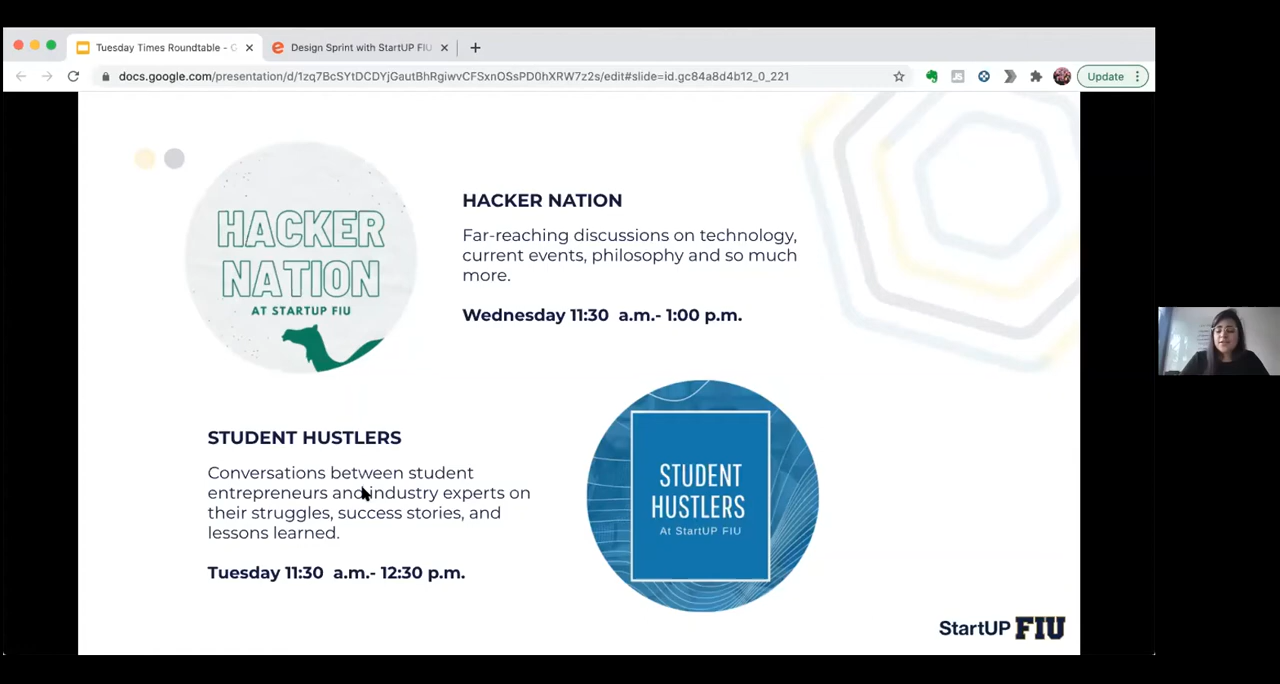 Tuesday Times Roundtable - G
Design Sprint with StartUP FIU
docs.google.com/presentation/d/1zq7BcSYtDCDYjGautBhRgiwvCFSxnOSsPD0hXRW7z2s/edit#slide=id.gc84a8d4b12_0_221
Update
HACKER
NATION
AT STARTUP FIU
HACKER NATION
Far-reaching discussions on technology,
current events, philosophy and so much
more.
Wednesday 11:30 a.m.- 1:00 p.m.
STUDENT HUSTLERS
Conversations between student
entrepreneurs and industry experts on
their struggles, success stories, and
lessons learned.
Tuesday 11:30 a.m.- 12:30 p.m.
STUDENT
HUSTLERS
At StartUP FIU
StartUP FIU